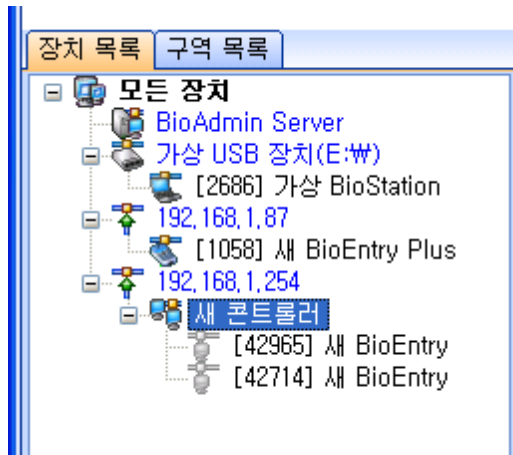 장치 목록 구역 목록
모든 장치
BioAdmin Server
가상 USB 장치(E:₩)
[2686] 가상 BioStation
192.168.1.87
[1058] 새 BioEntry Plus
192.168.1.254
새 콘트롤러
[42965] 새 BioEntry
[42714] 새 BioEntry